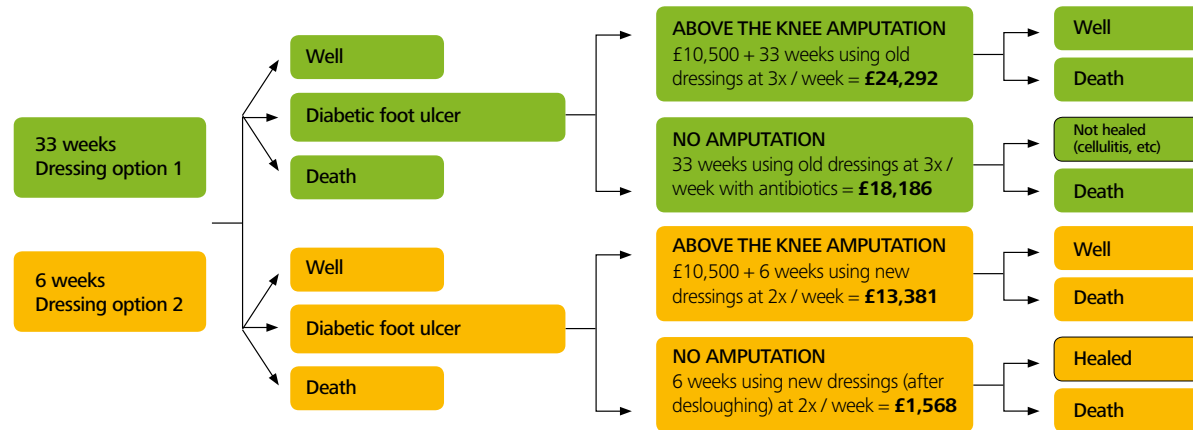 33 weeks
Dressing option 1
Well
Diabetic foot ulcer
Death
ABOVE THE KNEE AMPUTATION
£10,500 + 33 weeks using old
dressings at 3x / week = £24,292
Well
Death
NO AMPUTATION
33 weeks using old dressings at 3x /
week with antibiotics = £18,186
Not healed
(cellulitis, etc)
Death
6 weeks
Dressing option 2
Well
Diabetic foot ulcer
Death
ABOVE THE KNEE AMPUTATION
£10,500 + 6 weeks using new
dressings at 2x / week = £13,381
Well
Death
NO AMPUTATION
6 weeks using new dressings (after
desloughing) at 2x / week = £1,568
Healed
Death